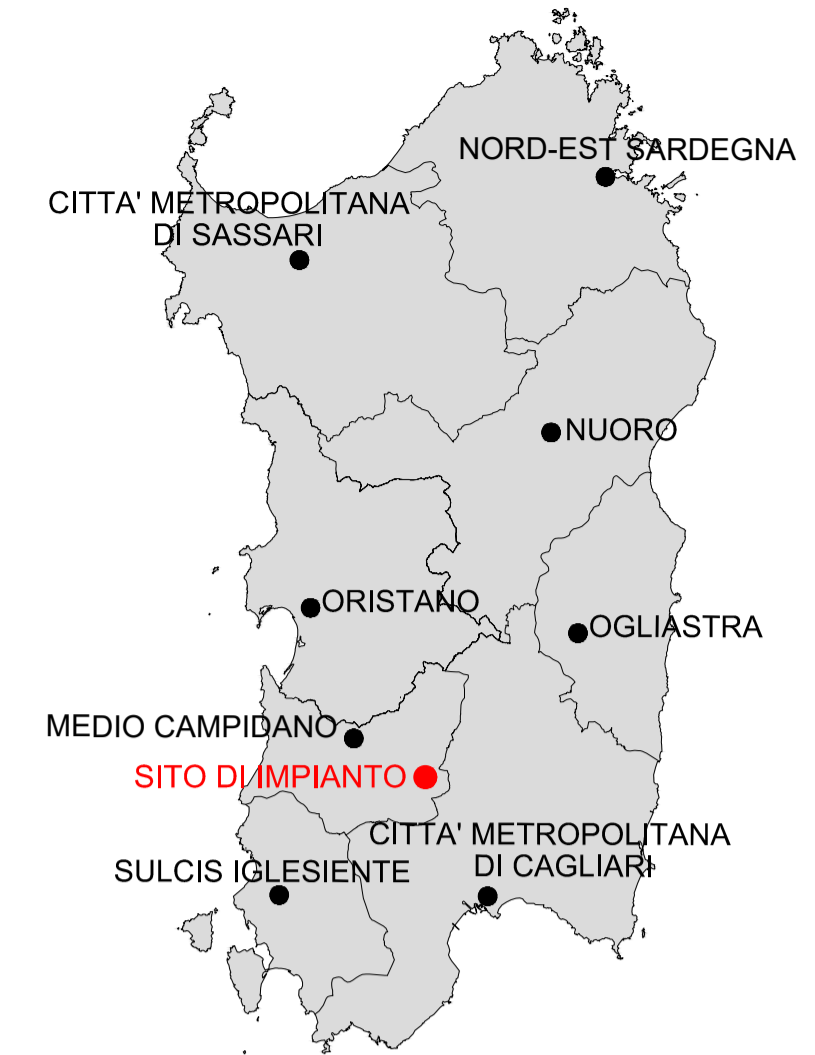 NORD-EST SARDEGNA
CITTA' METROPOLITANA
DI SASSARI
NUORO
ORISTANO
OGLIASTRA
MEDIO CAMPIDANO
SITO DI IMPIANTO
CITTA' METROPOLITANA
DI CAGLIARI
SULCIS IGLESIENTE